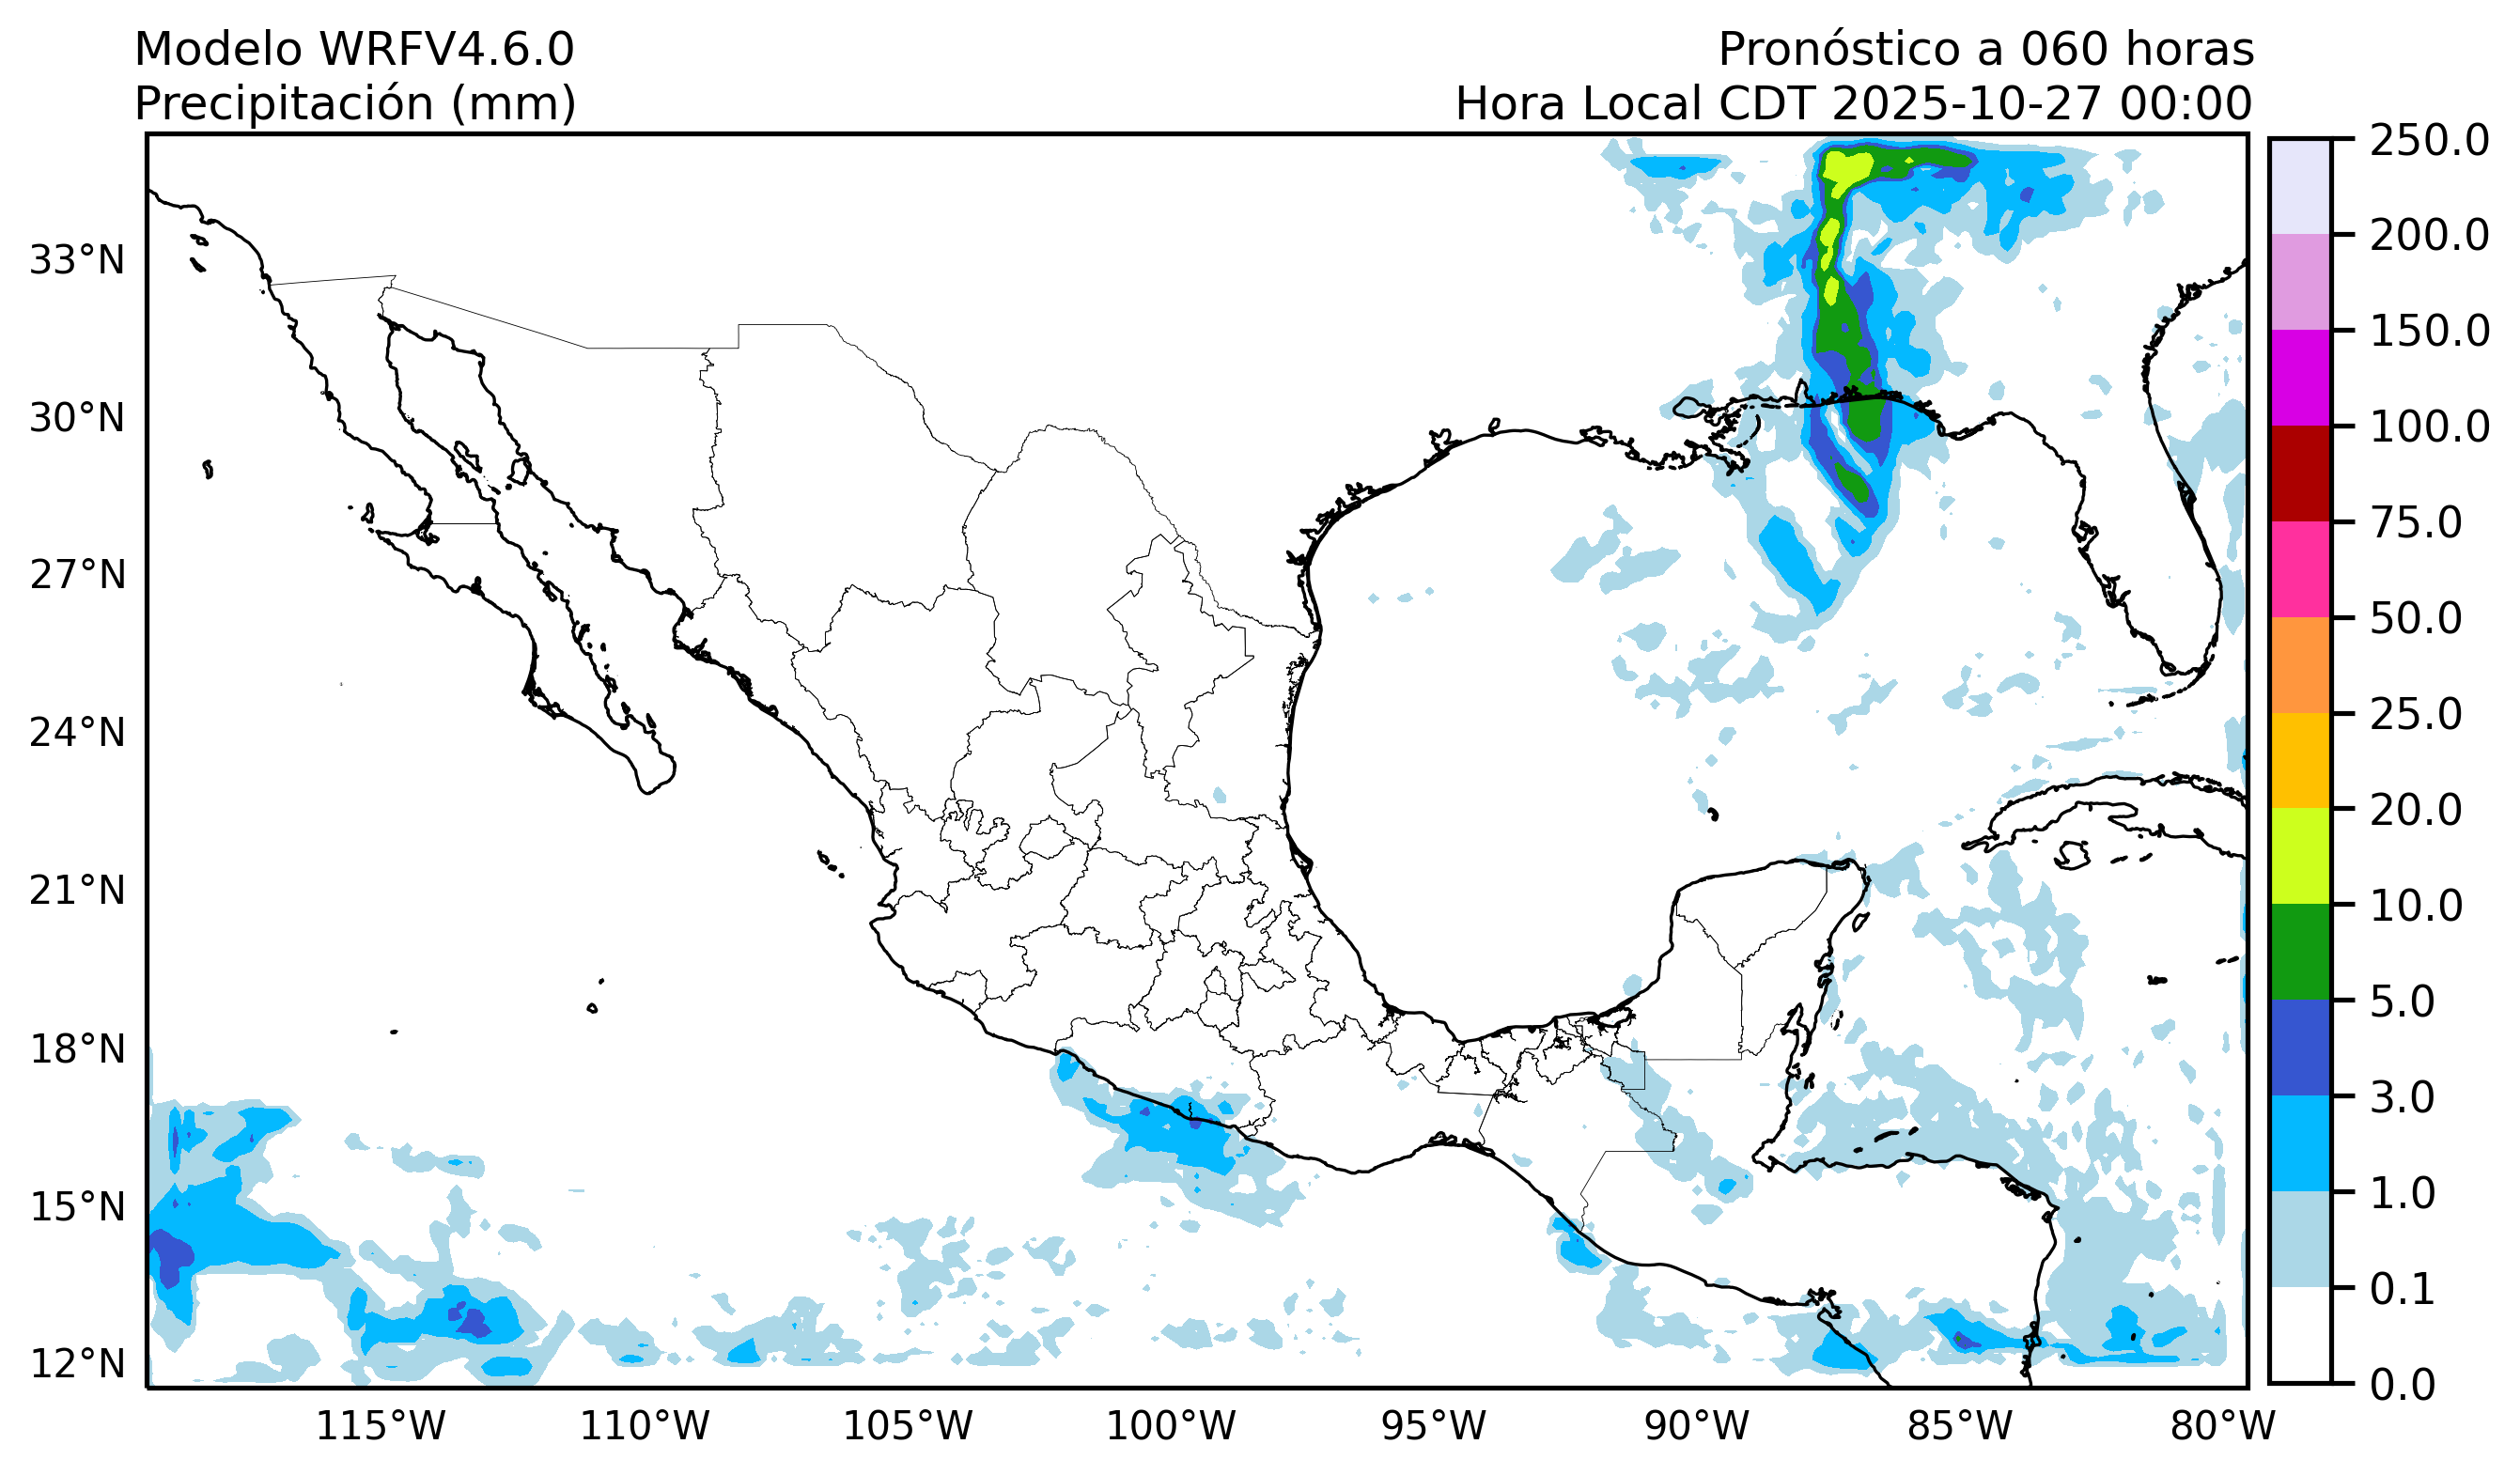 Modelo WRFV4.6.0
Precipitación (mm)
Pronóstico a 060 horas
Hora Local CDT 2025-10-27 00:00
33°N
30°N
27°N
24°N
21°N
18°N
15°N
12°N
115°W
110°W
105°W
100°W
95°W
90°W
85°W
80°W
250.0
200.0
150.0
100.0
75.0
50.0
25.0
20.0
10.0
5.0
3.0
1.0
0.1
0.0